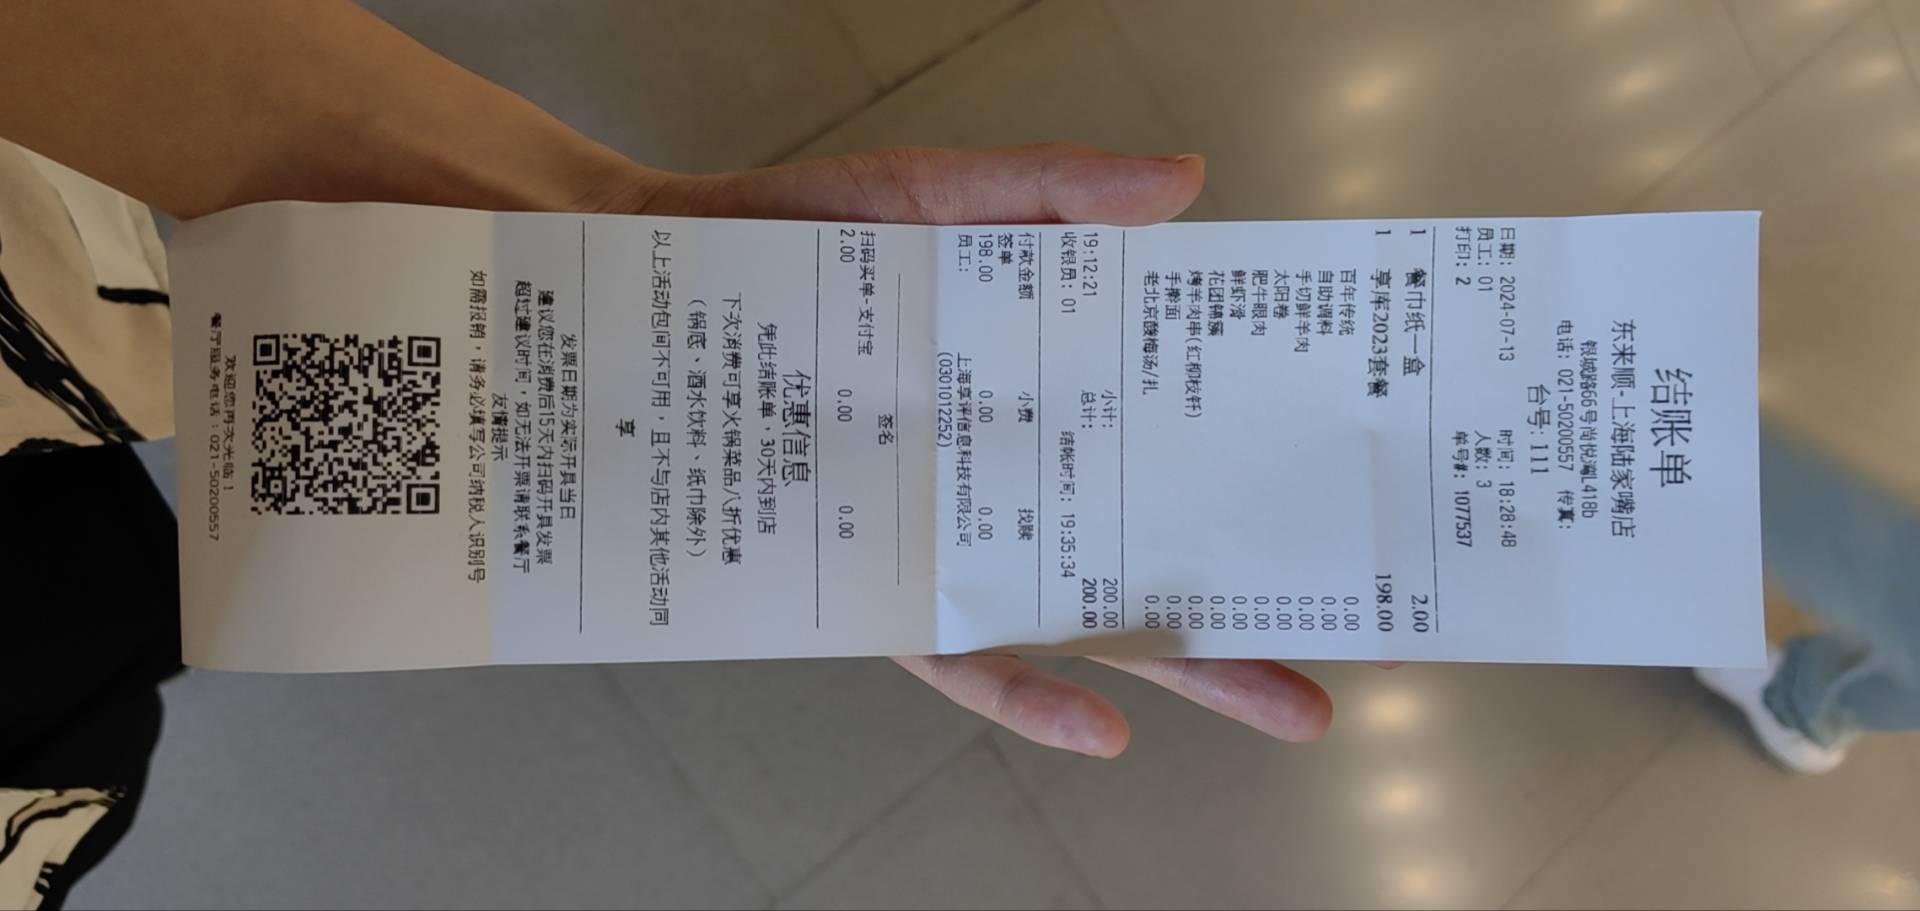 结账单
东来顺-上海陆家嘴店
银城路66号尚悦湾L418b
电话: 021-50200557 传真:
台号: 111
日期: 2024-07-13 时间: 18:28:48
员工: 01 人数: 3
打印: 2 单号#: 1077537
1 餐巾纸一盒 2.00
1 享库2023套餐 198.00
百年传统 0.00
自助调料 0.00
手切鲜羊肉 0.00
太阳卷 0.00
肥牛眼肉 0.00
鲜虾滑 0.00
花团锦簇 0.00
烤羊肉串(红柳枝钎) 0.00
手擀面 0.00
老北京酸梅汤/扎 0.00
小计: 200.00
19:12:21 总计: 200.00
收银员: 01 结帐时间: 19:35:34
付款金额 小费 找赎
签单
198.00 0.00 0.00
员工: 上海享评信息科技有限公司
(0301012252)
签名
扫码买单-支付宝
2.00 0.00 0.00
优惠信息
凭此结账单，30天内到店
下次消费可享火锅菜品八折优惠
（锅底、酒水饮料、纸巾除外）
以上活动包间不可用，且不与店内其他活动同
享
发票日期为实际开具当日
建议您在消费后15天内扫码开具发票
超过建议时间，如无法开票请联系餐厅
友情提示
如需报销，请务必填写公司纳税人识别号
欢迎您再次光临！
餐厅服务电话：021-50200557